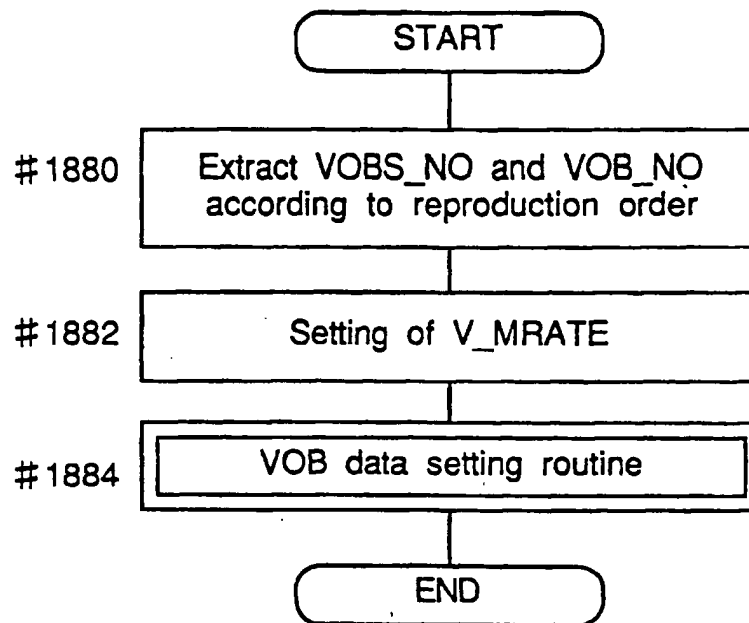 START
#1880
Extract VOBS_NO and VOB_NO
according to reproduction order
#1882
Setting of V_MRATE
#1884
VOB data setting routine
END